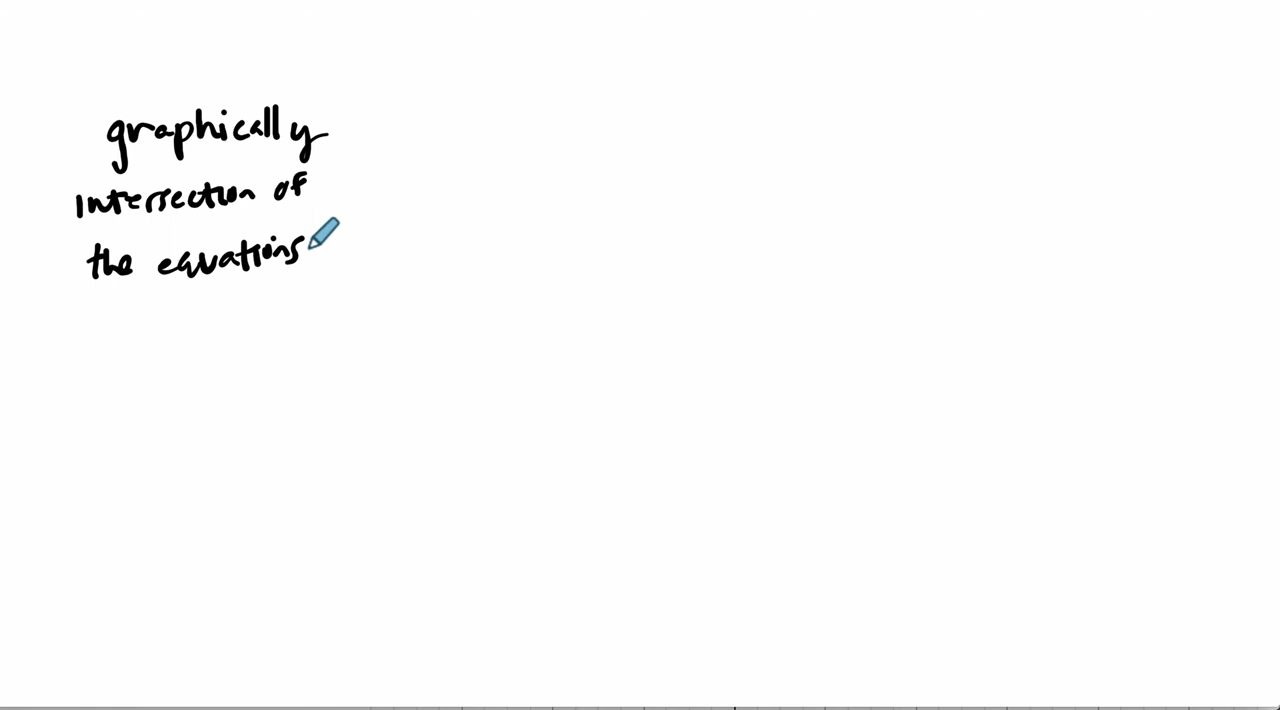 graphically
intersection of
the equations